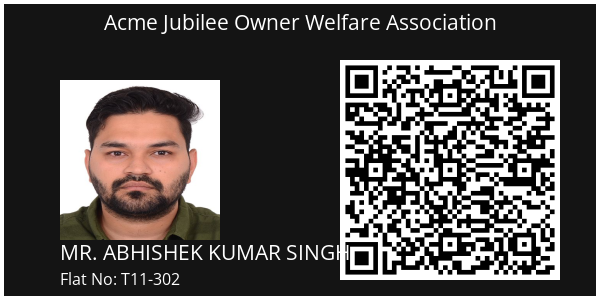 Acme Jubilee Owner Welfare Association
MR. ABHISHEK KUMAR SINGH
Flat No: T11-302